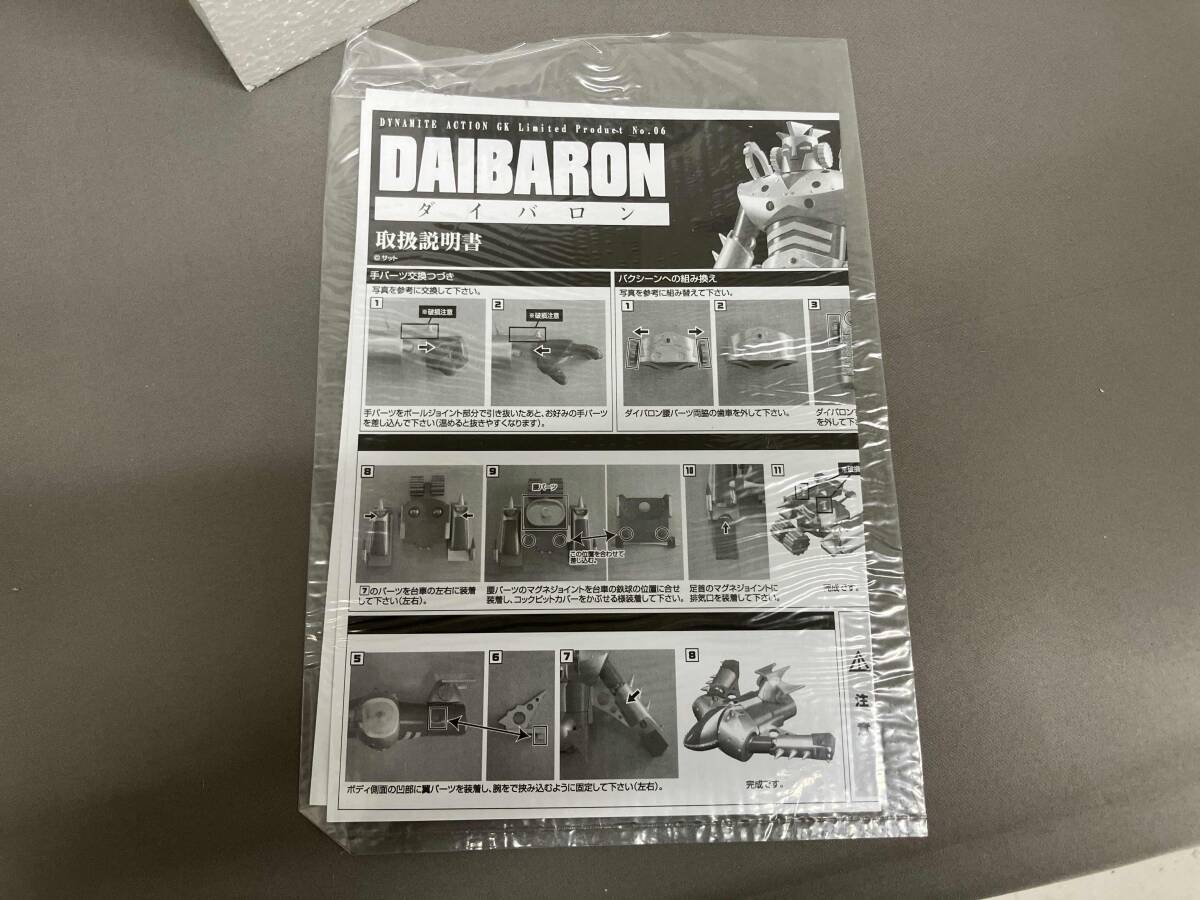 DYNAMITE ACTION GK Limited Product No.06
DAIBARON
ダイバロン
取扱説明書
©サット
手パーツ交換つづき
写真を参考に交換して下さい。
1
※破損注意
2
※破損注意
手パーツをボールジョイント部分で引き抜いたあと、お好みの手パーツ
を差し込んで下さい(温めると抜きやすくなります)。
バクシーンへの組み換え
写真を参考に組み替えて下さい。
1
2
3
ダイバロン腰パーツ両脇の歯車を外して下さい。
ダイバロン
を外して下
8
9
腰パーツ
この位置を合わせて
差し込む。
10
11
※破損
7のパーツを台車の左右に装着
して下さい(左右)。
腰パーツのマグネジョイントを台車の鉄球の位置に合せ
装着し、コックピットカバーをかぶせる様装着して下さい。
足首のマグネジョイントに
排気口を装着して下さい。
完成です。
5
6
7
8
ボディ側面の凹部に翼パーツを装着し、腕をで挟み込むように固定して下さい(左右)。
完成です。
注